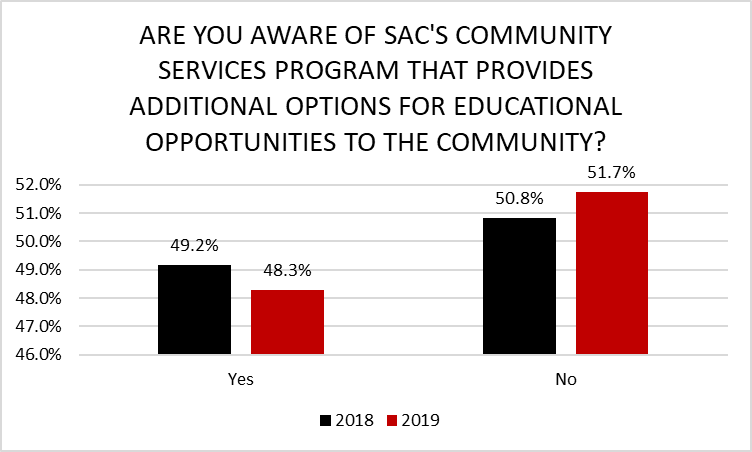 ARE YOU AWARE OF SAC'S COMMUNITY
SERVICES PROGRAM THAT PROVIDES
ADDITIONAL OPTIONS FOR EDUCATIONAL
OPPORTUNITIES TO THE COMMUNITY?
52.0%
51.0%
50.0%
49.0%
48.0%
47.0%
46.0%
49.2%
48.3%
50.8%
51.7%
Yes
No
2018
2019